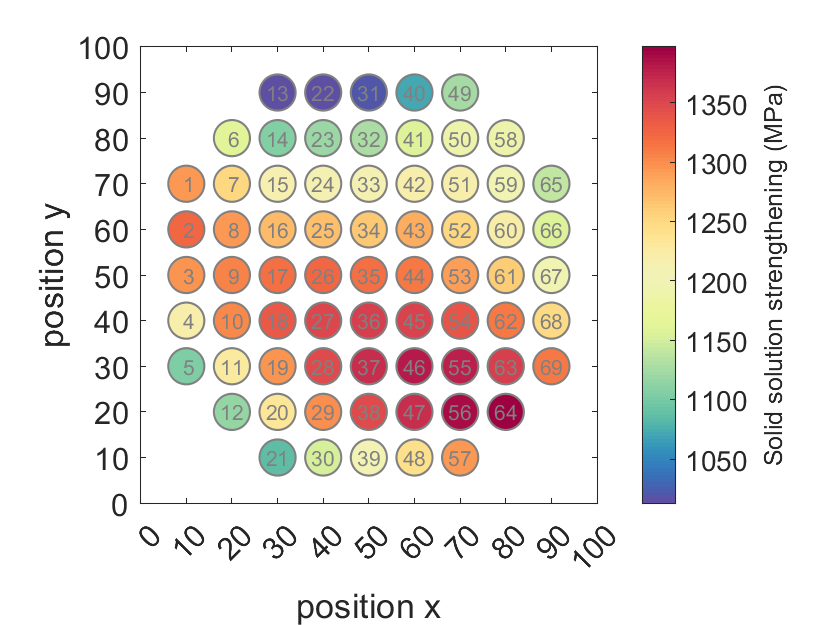 100
90
80
70
60
50
40
30
20
10
0
position y
13 22 31 40 49
6 14 23 32 41 50 58
1 7 15 24 33 42 51 59 65
2 8 16 25 34 43 52 60 66
3 9 17 26 35 44 53 61 67
4 10 18 27 36 45 54 62 68
5 11 19 28 37 46 55 63 69
12 20 29 38 47 56 64
21 30 39 48 57
0 10 20 30 40 50 60 70 80 90 100
position x
1350
1300
1250
1200
1150
1100
1050
Solid solution strengthening (MPa)